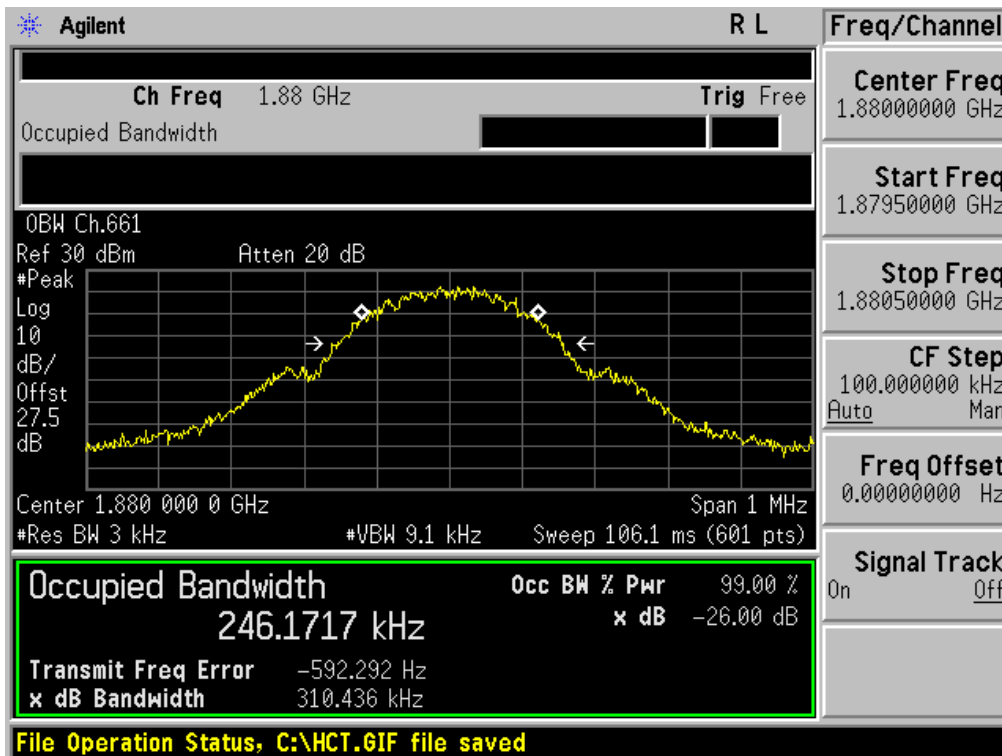 Agilent R L
Freq/Channel
Ch Freq 1.88 GHz Trig Free
Occupied Bandwidth
OBW Ch.661
Ref 30 dBm Atten 20 dB
#Peak
Log
10
dB/
Offst
27.5
dB
Center 1.880 000 0 GHz Span 1 MHz
#Res BW 3 kHz #VBW 9.1 kHz Sweep 106.1 ms (601 pts)
Occupied Bandwidth
246.1717 kHz
Occ BW % Pwr 99.00 %
x dB -26.00 dB
Transmit Freq Error -592.292 Hz
x dB Bandwidth 310.436 kHz
Center Freq
1.88000000 GHz
Start Freq
1.87950000 GHz
Stop Freq
1.88050000 GHz
CF Step
100.000000 kHz
Auto Man
Freq Offset
0.00000000 Hz
Signal Track
On Off
File Operation Status, C:\HCT.GIF file saved